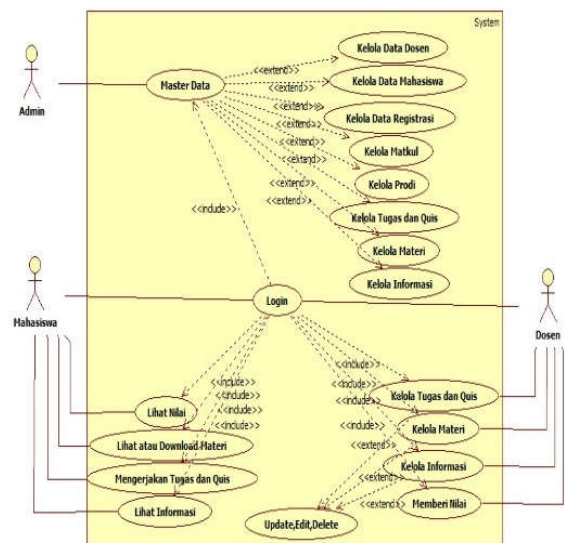 System
Kelola Data Dosen
<<extend>>
Kelola Data Mahasiswa
<<extend>>
Master Data
Admin
<<extend>>
Kelola Data Registrasi
<<extend>>
Kelola Matkul
<<extend>>
<<extend>>
Kelola Prodi
<<extend>>
<<include>>
Kelola Tugas dan Quis
<<extend>>
Kelola Materi
Kelola Informasi
Login
Mahasiswa
Dosen
<<include>>
<<include>>
<<include>>
<<include>>
<<include>>
<<include>>
<<include>>
<<include>>
Kalola Tugas dan Quis
Lihat Nilai
Kelola Materi
Lihat atau Download Materi
<<extend>>
Kelola Informasi
Mengerjakan Tugas dan Quis
<<extend>>
Memberi Nilai
Lihat Informasi
<<extend>>
Update,Edit,Delete